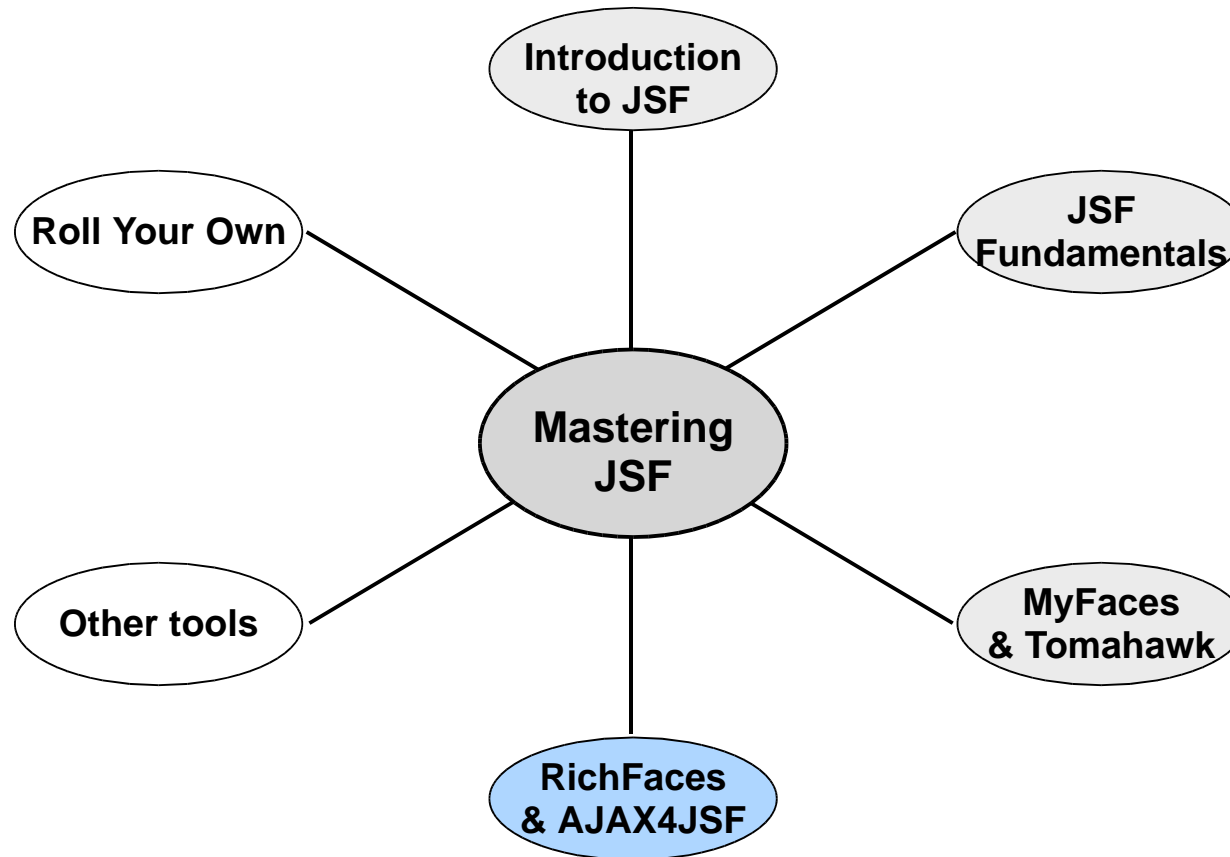 Introduction
to JSF
Roll Your Own
JSF
Fundamentals
Mastering
JSF
Other tools
MyFaces
& Tomahawk
RichFaces
& AJAX4JSF